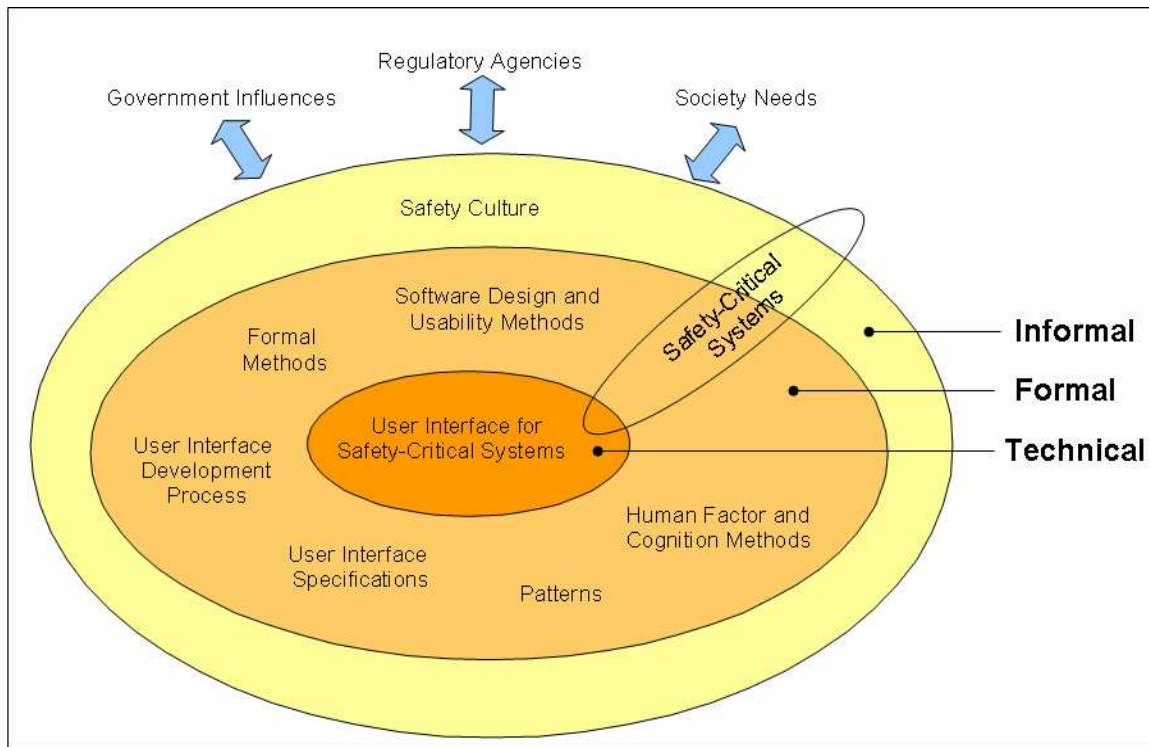 Regulatory Agencies
Government Influences
Society Needs
Safety Culture
Safety-Critical
Systems
Software Design and
Usability Methods
Formal
Methods
Informal
Formal
User Interface for
Safety-Critical Systems
Technical
User Interface
Development
Process
Human Factor and
Cognition Methods
User Interface
Specifications
Patterns